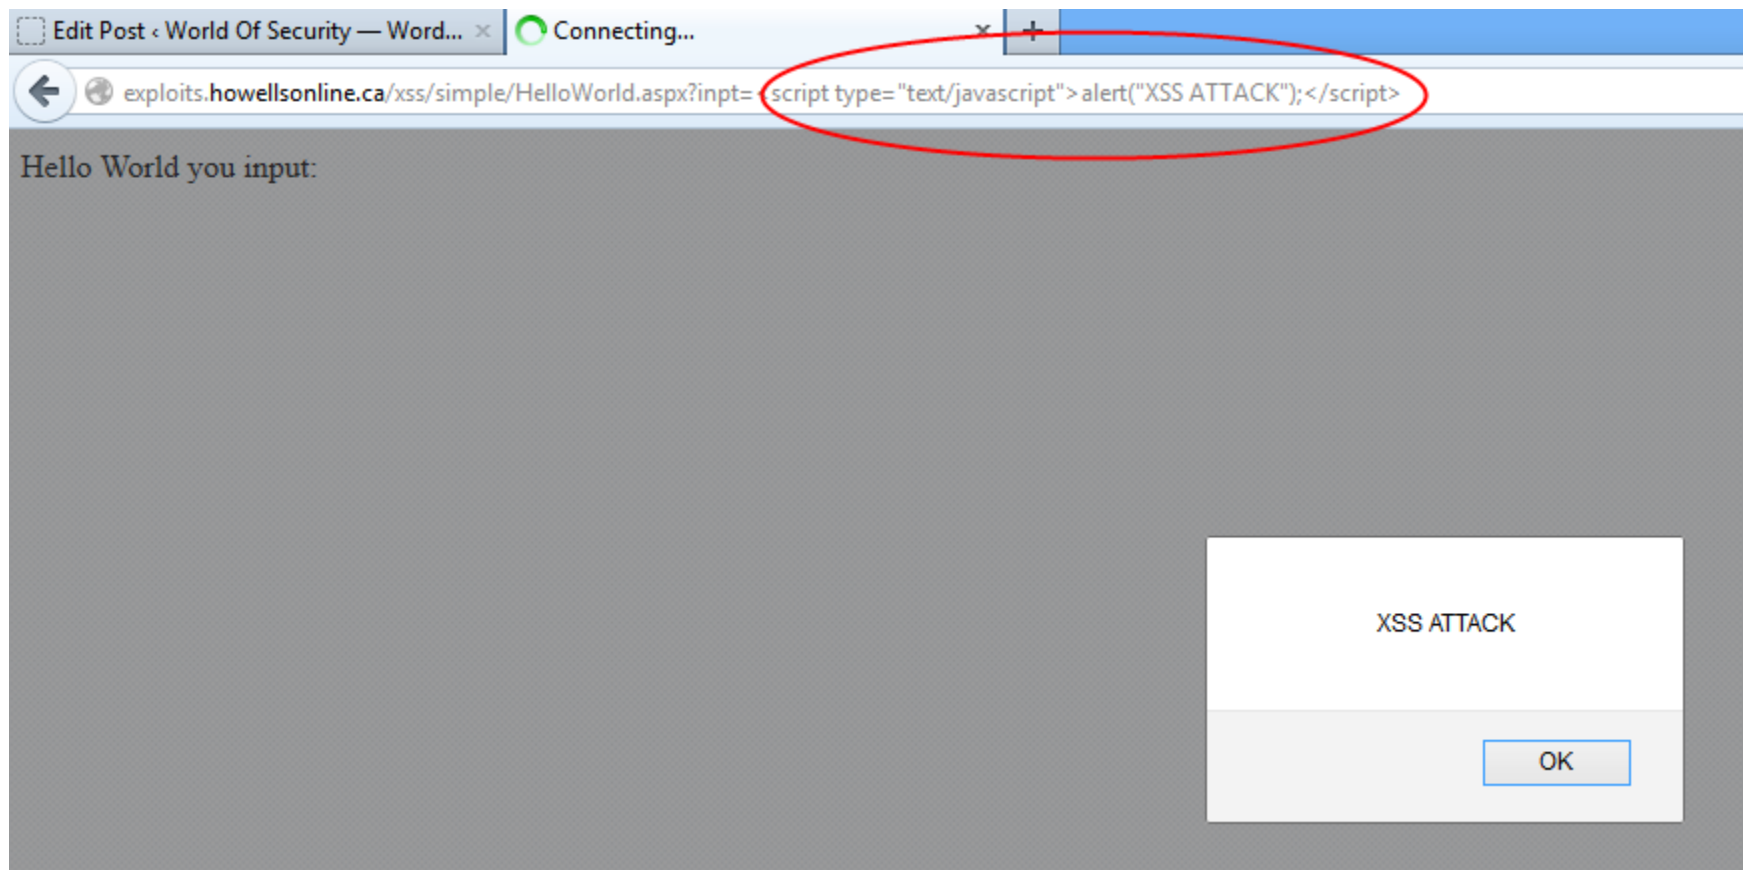 Edit Post ‹ World Of Security — Word... × Connecting... × +
exploits.howellsonline.ca/xss/simple/HelloWorld.aspx?inpt=<script type="text/javascript">alert("XSS ATTACK");</script>
Hello World you input:
XSS ATTACK
OK